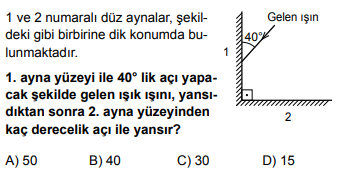 1 ve 2 numaralı düz aynalar, şekil-
deki gibi birbirine dik konumda bu-
lunmaktadır.
1. ayna yüzeyi ile 40° lik açı yapa-
cak şekilde gelen ışık ışını, yansı-
dıktan sonra 2. ayna yüzeyinden
kaç derecelik açı ile yansır?
Gelen ışın
40°
1
2
A) 50 B) 40 C) 30 D) 15